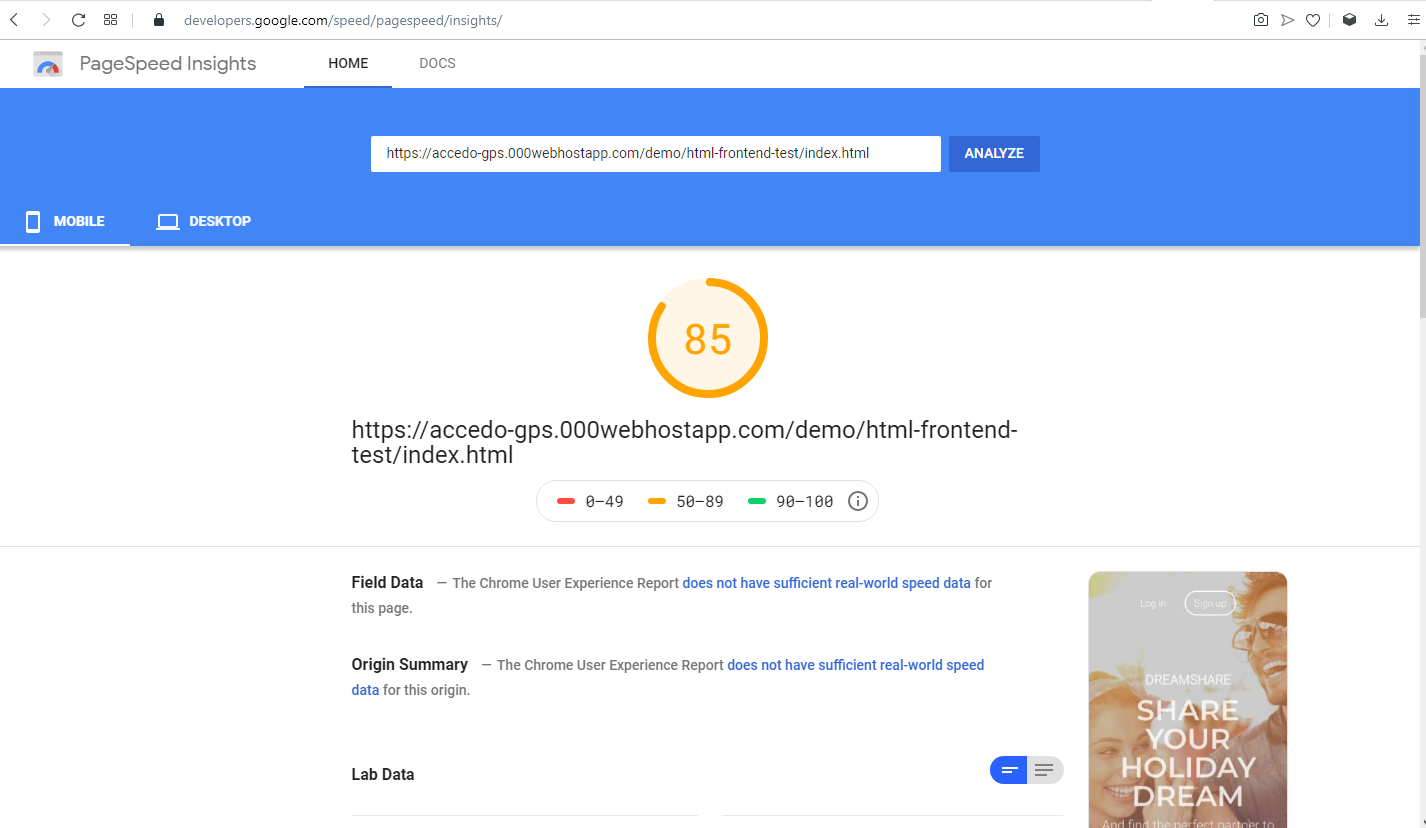 developers.google.com/speed/pagespeed/insights/
PageSpeed Insights HOME DOCS
https://accedo-gps.000webhostapp.com/demo/html-frontend-test/index.html ANALYZE
MOBILE DESKTOP
85
https://accedo-gps.000webhostapp.com/demo/html-frontend-
test/index.html
0–49 50–89 90–100
Field Data — The Chrome User Experience Report does not have sufficient real-world speed data for
this page.
Origin Summary — The Chrome User Experience Report does not have sufficient real-world speed
data for this origin.
Lab Data
Log in Sign up
DREAMSHARE
SHARE
YOUR
HOLIDAY
DREAM
And find the perfect partner to